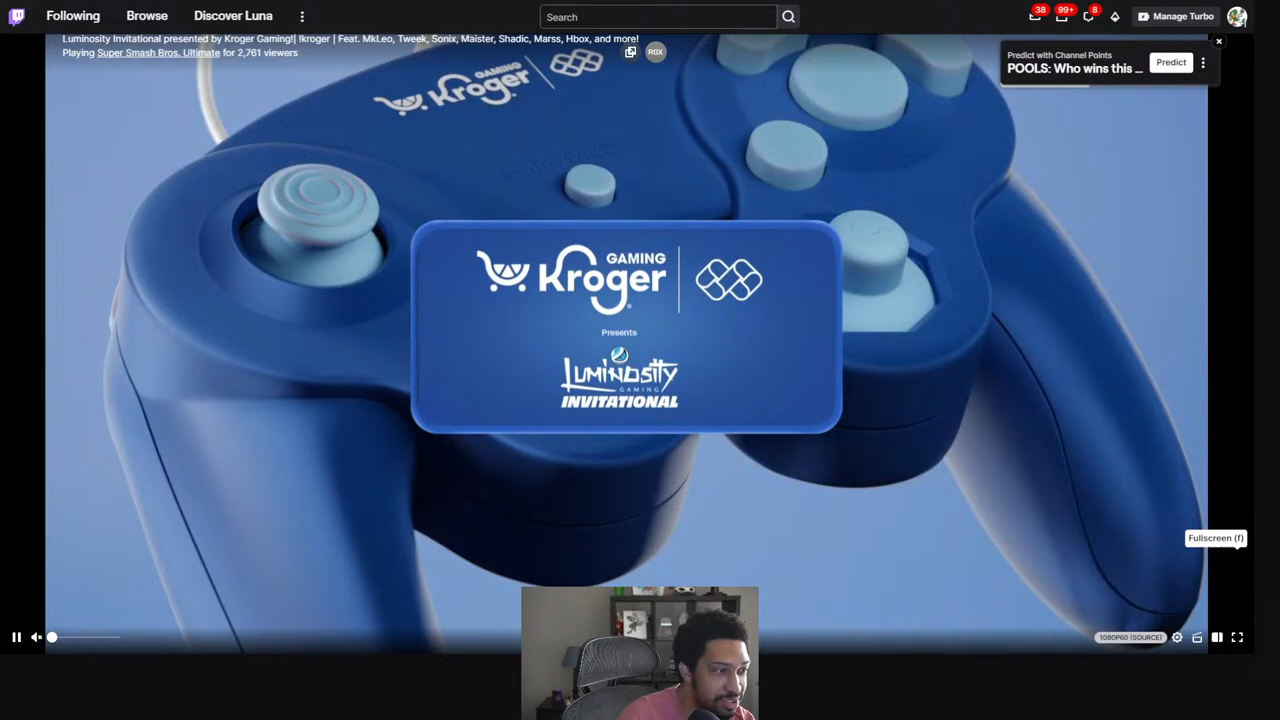 Following
Browse
Discover Luna
Search
38
99+
8
Manage Turbo
Luminosity Invitational presented by Kroger Gaming!| !kroger | Feat. MkLeo, Tweek, Sonix, Maister, Shadic, Marss, Hbox, and more!
Playing Super Smash Bros. Ultimate for 2,761 viewers
RGX
Predict with Channel Points
POOLS: Who wins this ...
Predict
GAMING
Kroger
GAMING
Kroger
Presents
LUMINOSITY
GAMING
INVITATIONAL
Fullscreen (f)
1080P60 (SOURCE)